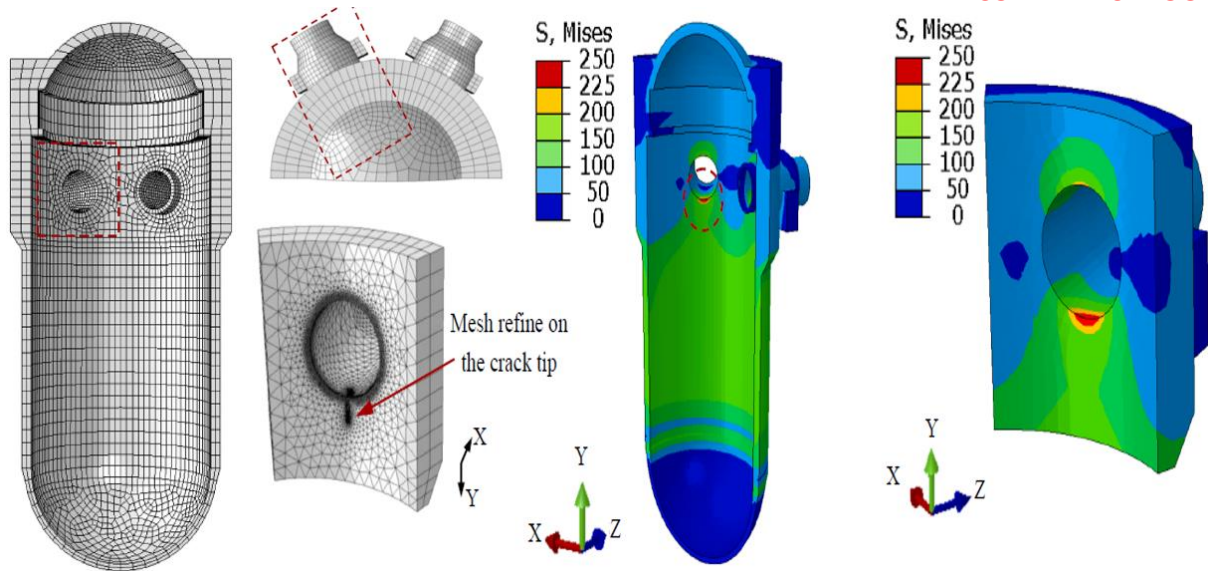 Mesh refine on
the crack tip
X
Y
S, Mises
250
225
200
150
100
50
0
Y
X
Z
S, Mises
250
225
200
150
100
50
0
Y
X
Z